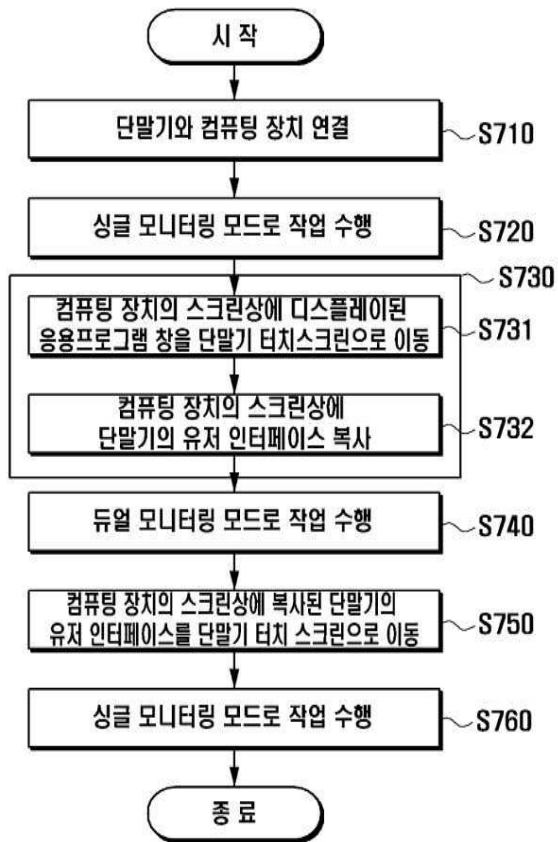 시 작
단말기와 컴퓨팅 장치 연결 S710
싱글 모니터링 모드로 작업 수행 S720
S730
컴퓨팅 장치의 스크린상에 디스플레이된
응용프로그램 창을 단말기 터치스크린으로 이동 S731
컴퓨팅 장치의 스크린상에
단말기의 유저 인터페이스 복사 S732
듀얼 모니터링 모드로 작업 수행 S740
컴퓨팅 장치의 스크린상에 복사된 단말기의
유저 인터페이스를 단말기 터치 스크린으로 이동 S750
싱글 모니터링 모드로 작업 수행 S760
종 료